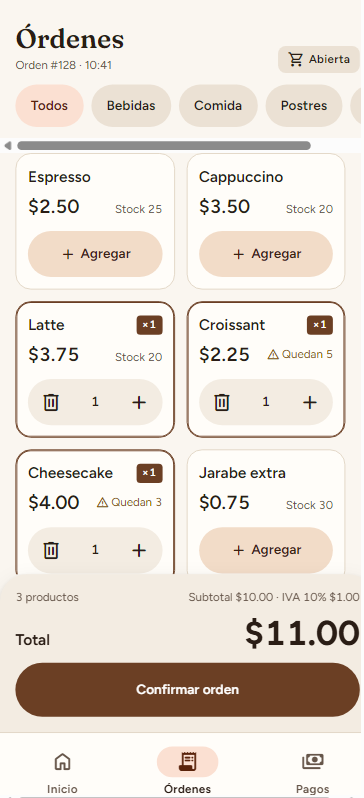 Órdenes
Orden #128 · 10:41
Abierta
Todos Bebidas Comida Postres
Espresso
$2.50 Stock 25
+ Agregar
Cappuccino
$3.50 Stock 20
+ Agregar
Latte ×1
$3.75 Stock 20
1 +
Croissant ×1
$2.25 Quedan 5
1 +
Cheesecake ×1
$4.00 Quedan 3
1 +
Jarabe extra
$0.75 Stock 30
+ Agregar
3 productos Subtotal $10.00 · IVA 10% $1.00
Total $11.00
Confirmar orden
Inicio Órdenes Pagos